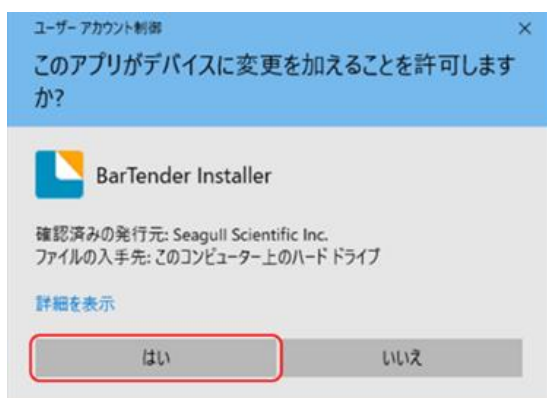 ユーザー アカウント制御
このアプリがデバイスに変更を加えることを許可します
か?
BarTender Installer
確認済みの発行元: Seagull Scientific Inc.
ファイルの入手先: このコンピューター上のハード ドライブ
詳細を表示
はい
いいえ